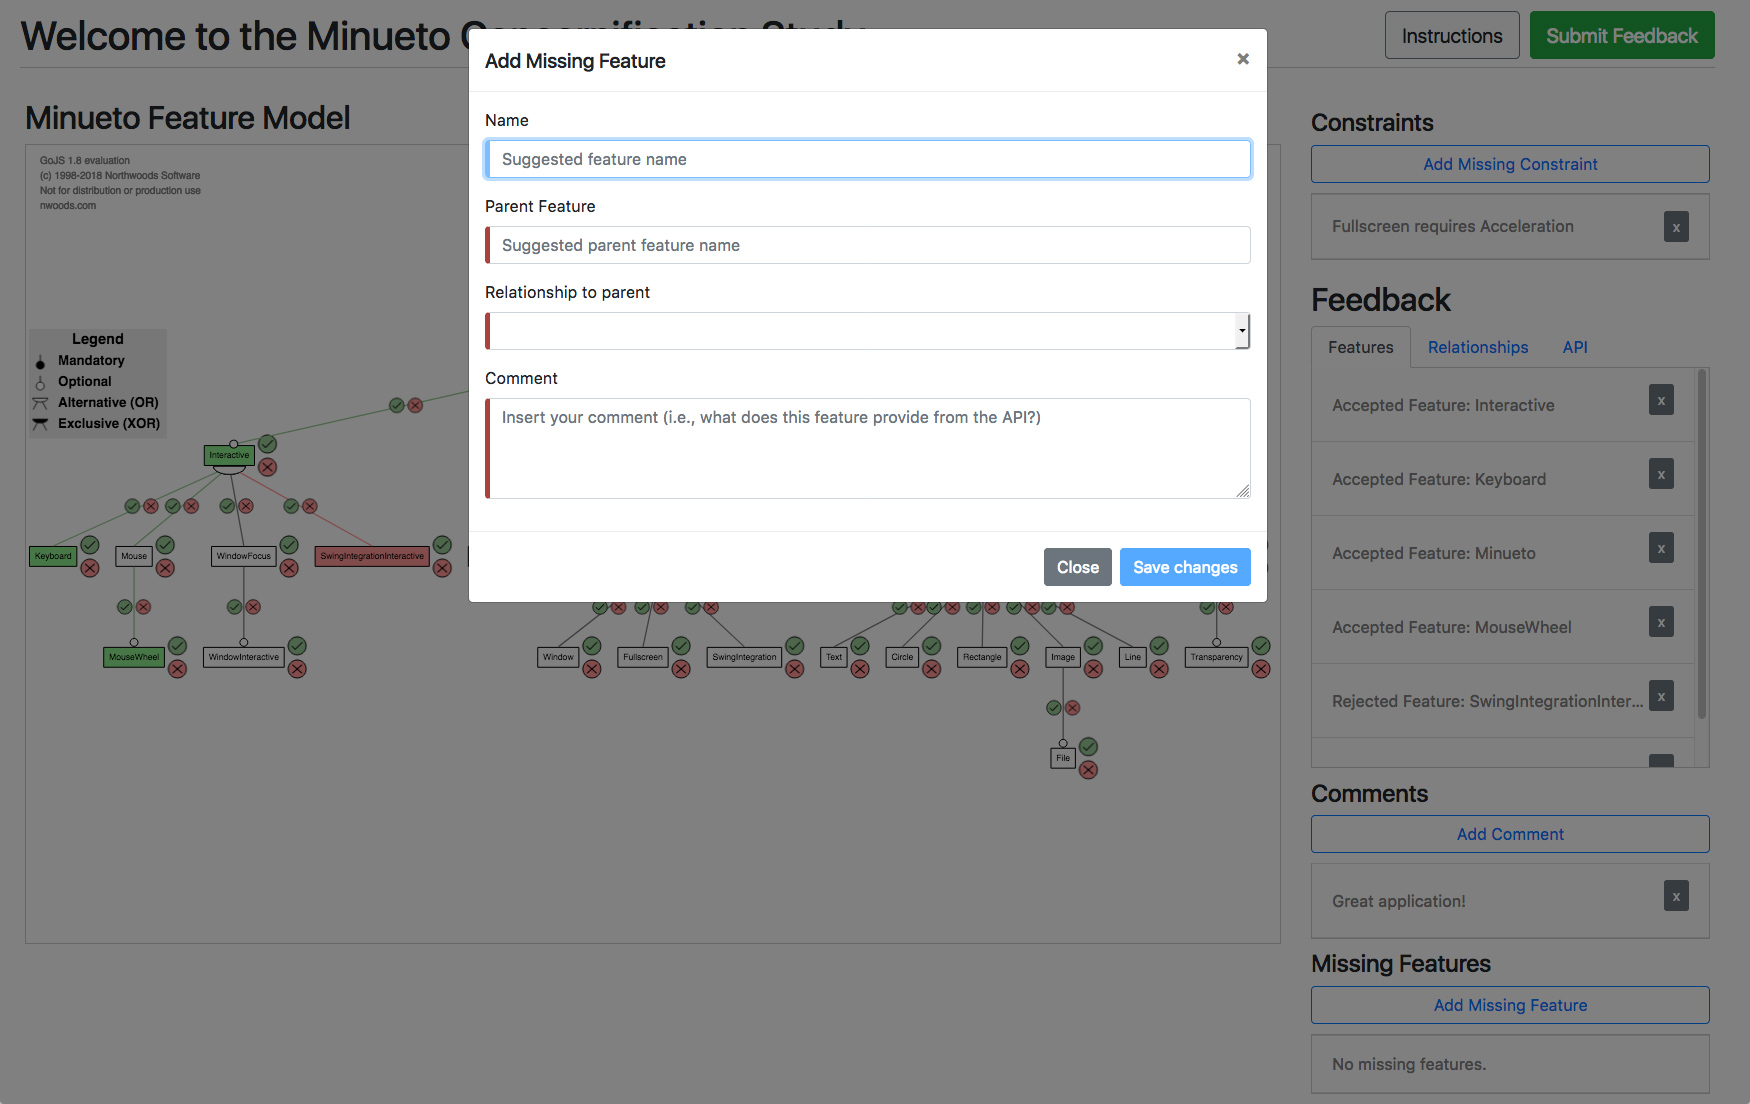 Welcome to the Minueto
Instructions
Submit Feedback
Add Missing Feature
×
Name
Suggested feature name
Parent Feature
Suggested parent feature name
Relationship to parent
Comment
Insert your comment (i.e., what does this feature provide from the API?)
Close
Save changes
Minueto Feature Model
GoJS 1.8 evaluation
(c) 1998-2018 Northwoods Software
Not for distribution or production use
nwoods.com
Legend
Mandatory
Optional
Alternative (OR)
Exclusive (XOR)
Interactive
Keyboard
Mouse
WindowFocus
SwingIntegrationInteractive
MouseWheel
WindowInteractive
Window
Fullscreen
SwingIntegration
Text
Circle
Rectangle
Image
Line
Transparency
File
Constraints
Add Missing Constraint
Fullscreen requires Acceleration
x
Feedback
Features
Relationships
API
Accepted Feature: Interactive
x
Accepted Feature: Keyboard
x
Accepted Feature: Minueto
x
Accepted Feature: MouseWheel
x
Rejected Feature: SwingIntegrationInter...
x
Comments
Add Comment
Great application!
x
Missing Features
Add Missing Feature
No missing features.